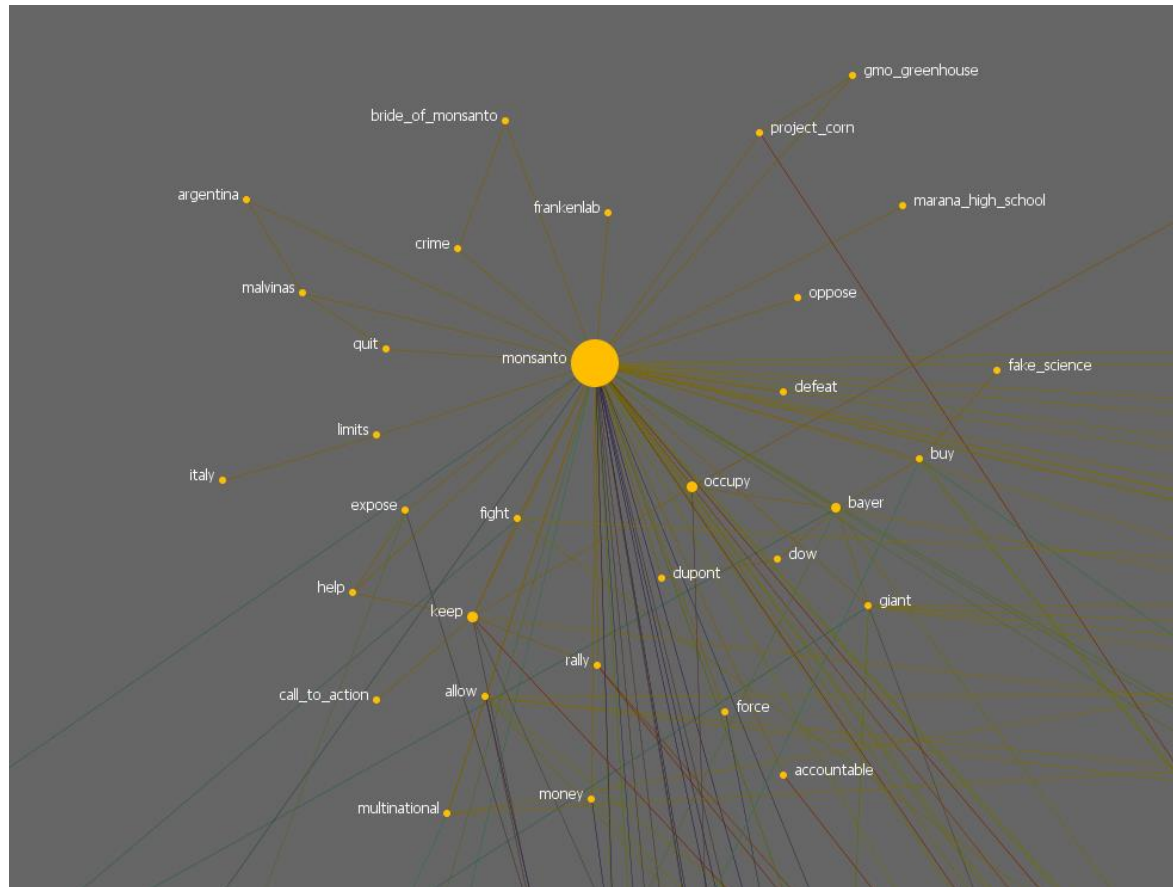 gmo_greenhouse
bride_of_monsanto
project_corn
argentina
frankenlab
marana_high_school
crime
malvinas
oppose
quit
monsanto
fake_science
defeat
limits
buy
italy
occupy
expose
fight
bayer
dow
dupont
help
giant
keep
rally
call_to_action
allow
force
accountable
multinational
money